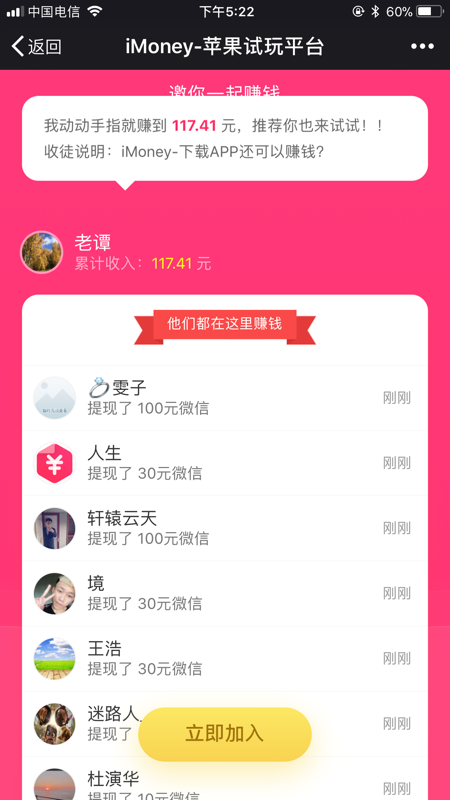 中国电信 下午5:22 60%
返回 iMoney-苹果试玩平台
邀你一起赚钱
我动动手指就赚到 117.41 元，推荐你也来试试！！
收徒说明：iMoney-下载APP还可以赚钱?
老谭
累计收入：117.41 元
他们都在这里赚钱
💍雯子
提现了 100元微信 刚刚
人生
提现了 30元微信 刚刚
轩辕云天
提现了 100元微信 刚刚
境
提现了 30元微信 刚刚
王浩
提现了 30元微信 刚刚
迷路人
提现了 刚刚
立即加入
杜演华
提现了 10元微信 刚刚